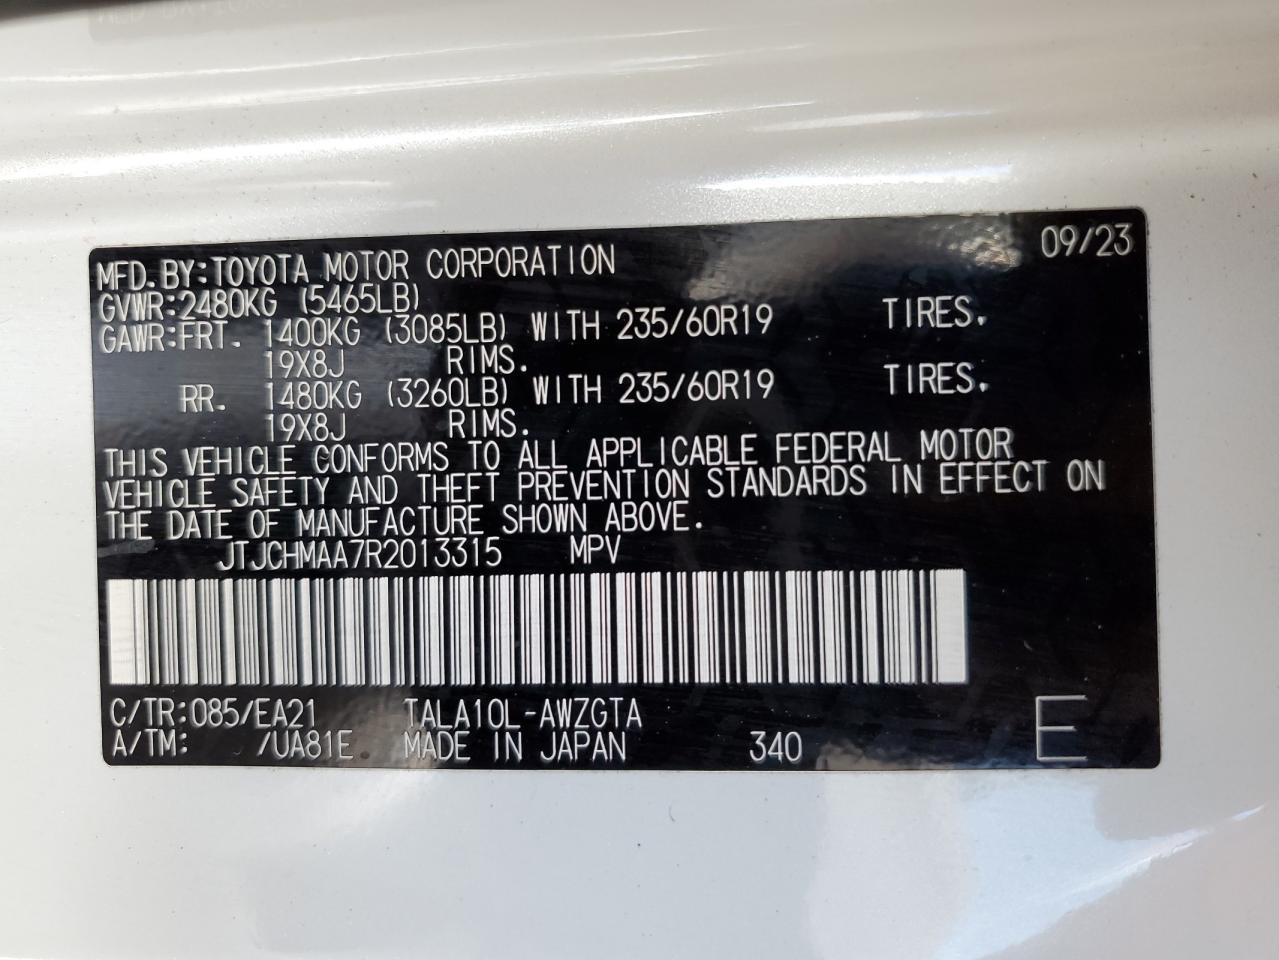 MFD. BY:TOYOTA MOTOR CORPORATION 09/23
GVWR:2480KG (5465LB)
GAWR:FRT. 1400KG (3085LB) WITH 235/60R19 TIRES.
19X8J RIMS.
RR. 1480KG (3260LB) WITH 235/60R19 TIRES.
19X8J RIMS.
THIS VEHICLE CONFORMS TO ALL APPLICABLE FEDERAL MOTOR
VEHICLE SAFETY AND THEFT PREVENTION STANDARDS IN EFFECT ON
THE DATE OF MANUFACTURE SHOWN ABOVE.
JTJCHMAA7R2013315 MPV
C/TR:085/EA21 TALA10L-AWZGTA E
A/TM: /UA81E MADE IN JAPAN 340